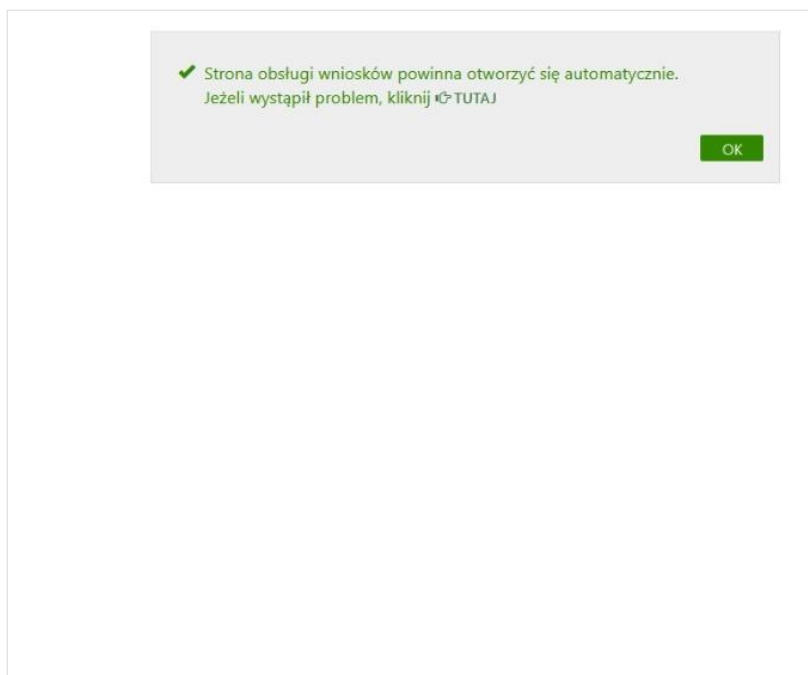 Strona obsługi wniosków powinna otworzyć się automatycznie.
Jeżeli wystąpił problem, kliknij TUTAJ
OK